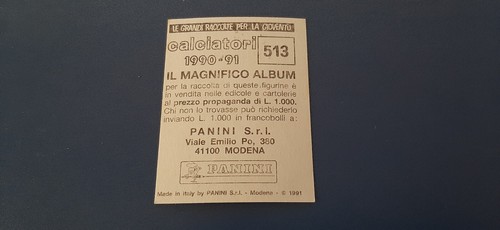 LE GRANDI RACCOLTE PER LA GIOVENTÙ
calciatori
1990-91
513
IL MAGNIFICO ALBUM
per la raccolta di queste figurine è
in vendita nelle edicole e cartolerie
al prezzo propaganda di L. 1.000.
Chi non lo trovasse può richiederlo
inviando L. 1.000 in francobolli a:
PANINI S.r.l.
Viale Emilio Po, 380
41100 MODENA
PANINI
Made in Italy by PANINI S.r.l. - Modena - © 1991